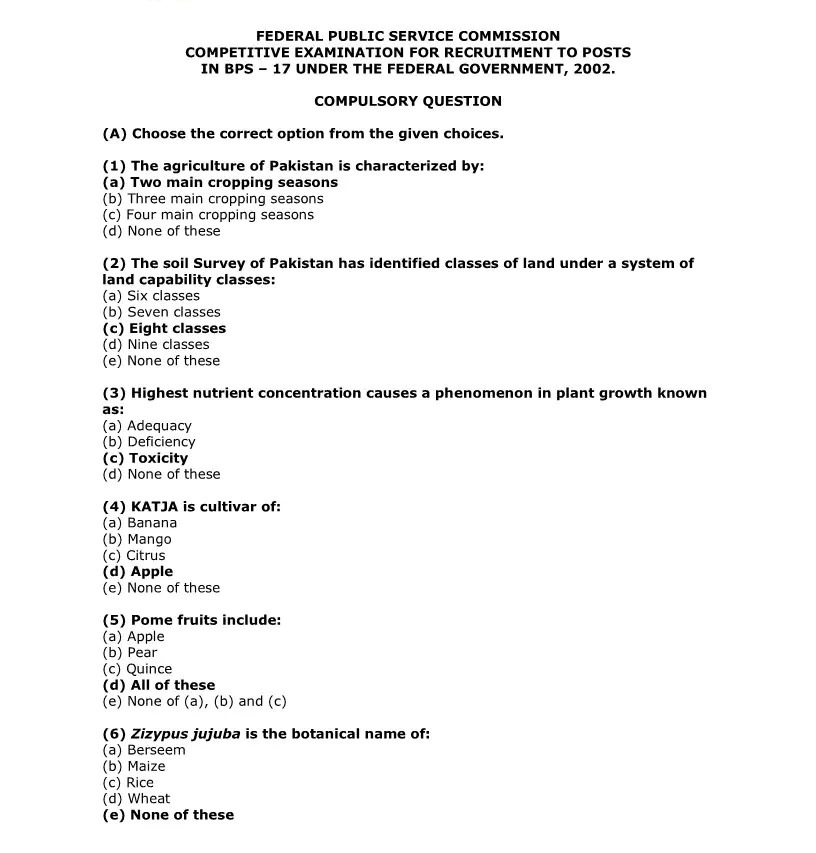 FEDERAL PUBLIC SERVICE COMMISSION
COMPETITIVE EXAMINATION FOR RECRUITMENT TO POSTS
IN BPS – 17 UNDER THE FEDERAL GOVERNMENT, 2002.
COMPULSORY QUESTION
(A) Choose the correct option from the given choices.
(1) The agriculture of Pakistan is characterized by:
(a) Two main cropping seasons
(b) Three main cropping seasons
(c) Four main cropping seasons
(d) None of these
(2) The soil Survey of Pakistan has identified classes of land under a system of
land capability classes:
(a) Six classes
(b) Seven classes
(c) Eight classes
(d) Nine classes
(e) None of these
(3) Highest nutrient concentration causes a phenomenon in plant growth known
as:
(a) Adequacy
(b) Deficiency
(c) Toxicity
(d) None of these
(4) KATJA is cultivar of:
(a) Banana
(b) Mango
(c) Citrus
(d) Apple
(e) None of these
(5) Pome fruits include:
(a) Apple
(b) Pear
(c) Quince
(d) All of these
(e) None of (a), (b) and (c)
(6) Zizypus jujuba is the botanical name of:
(a) Berseem
(b) Maize
(c) Rice
(d) Wheat
(e) None of these